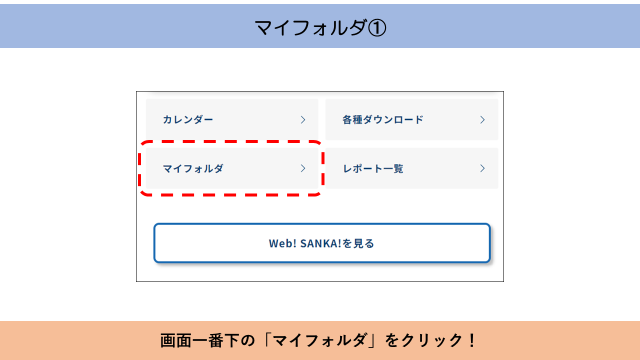 マイフォルダ①
カレンダー
各種ダウンロード
マイフォルダ
レポート一覧
Web! SANKA!を見る
画面一番下の「マイフォルダ」をクリック！